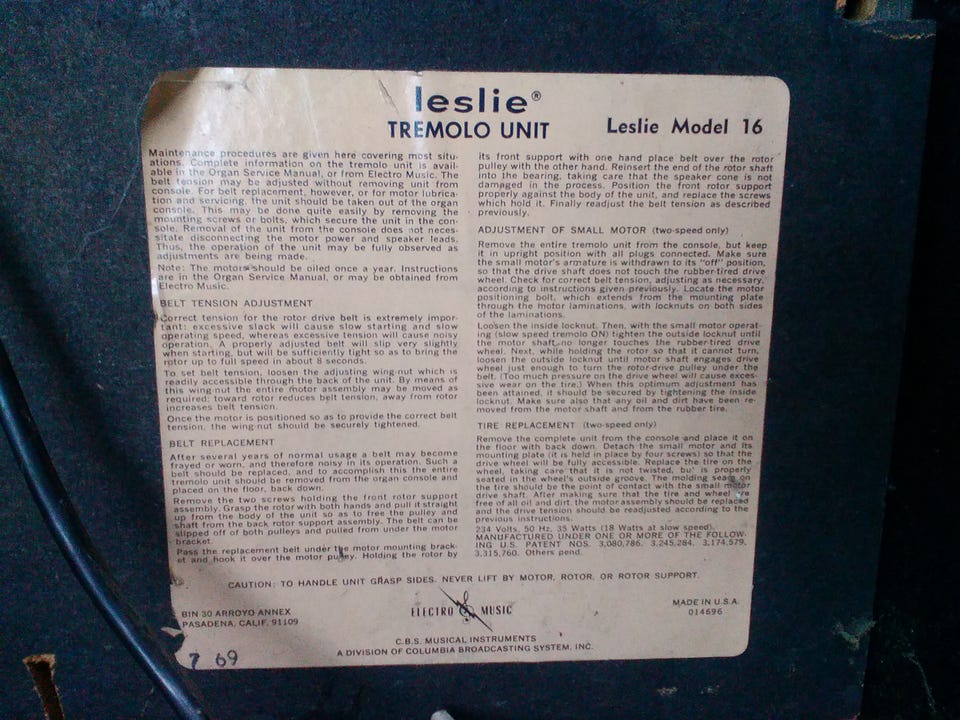 leslie®
TREMOLO UNIT
Leslie Model 16
Maintenance procedures are given here covering most situ-
ations. Complete information on the tremolo unit is avail-
able in the Organ Service Manual, or from Electro Music. The
belt tension may be adjusted without removing unit from
console. For belt replacement, however, or for motor lubrica-
tion and servicing, the unit should be taken out of the organ
console. This may be done quite easily by removing the
mounting screws or bolts, which secure the unit in the con-
sole. Removal of the unit from the console does not neces-
sitate disconnecting the motor power and speaker leads.
Thus, the operation of the unit may be fully observed as
adjustments are being made.
Note: The motors should be oiled once a year. Instructions
are in the Organ Service Manual, or may be obtained from
Electro Music.
BELT TENSION ADJUSTMENT
Correct tension for the rotor drive belt is extremely impor-
tant: excessive slack will cause slow starting and slow
operating speed, whereas excessive tension will cause noisy
operation. A properly adjusted belt will slip very slightly
when starting, but will be sufficiently tight so as to bring the
rotor up to full speed in about 8 seconds.
To set belt tension, loosen the adjusting wing-nut which is
readily accessible through the back of the unit. By means of
this wing-nut the entire motor assembly may be moved as
required; toward rotor reduces belt tension, away from rotor
increases belt tension.
Once the motor is positioned so as to provide the correct belt
tension, the wing-nut should be securely tightened.
BELT REPLACEMENT
After several years of normal usage a belt may become
frayed or worn, and therefore noisy in its operation. Such a
belt should be replaced, and to accomplish this the entire
tremolo unit should be removed from the organ console and
placed on the floor, back down.
Remove the two screws holding the front rotor support
assembly. Grasp the rotor with both hands and pull it straight
up from the body of the unit so as to free the pulley and
shaft from the back rotor support assembly. The belt can be
slipped off of both pulleys and pulled from under the motor
bracket.
Pass the replacement belt under the motor mounting brack-
et and hook it over the motor pulley. Holding the rotor by
its front support with one hand place belt over the rotor
pulley with the other hand. Reinsert the end of the rotor shaft
into the bearing, taking care that the speaker cone is not
damaged in the process. Position the front rotor support
properly against the body of the unit, and replace the screws
which hold it. Finally readjust the belt tension as described
previously.
ADJUSTMENT OF SMALL MOTOR (two-speed only)
Remove the entire tremolo unit from the console, but keep
it in upright position with all plugs connected. Make sure
the small motor's armature is withdrawn to its "off" position,
so that the drive shaft does not touch the rubber-tired drive
wheel. Check for correct belt tension, adjusting as necessary,
according to instructions given previously. Locate the motor
positioning bolt, which extends from the mounting plate
through the motor laminations, with locknuts on both sides
of the laminations.
Loosen the inside locknut. Then, with the small motor operat-
ing (slow speed tremolo ON) tighten the outside locknut until
the motor shaft no longer touches the rubber-tired drive
wheel. Next, while holding the rotor so that it cannot turn,
loosen the outside locknut until motor shaft engages drive
wheel just enough to turn the rotor-drive pulley under the
belt. (Too much pressure on the drive wheel will cause exces-
sive wear on the tire.) When this optimum adjustment has
been attained, it should be secured by tightening the inside
locknut. Make sure also that any oil and dirt have been re-
moved from the motor shaft and from the rubber tire.
TIRE REPLACEMENT (two-speed only)
Remove the complete unit from the console and place it on
the floor with back down. Detach the small motor and its
mounting plate (it is held in place by four screws) so that the
drive wheel will be fully accessible. Replace the tire on the
wheel, taking care that it is not twisted, but is properly
seated in the wheel's outside groove. The molding seam on
the tire should be the point of contact with the small motor
drive shaft. After making sure that the tire and wheel are
free of all oil and dirt the motor assembly should be replaced
and the drive tension should be readjusted according to the
previous instructions.
234 Volts, 50 Hz, 35 Watts (18 Watts at slow speed).
MANUFACTURED UNDER ONE OR MORE OF THE FOLLOW-
ING U.S. PATENT NOS. 3,080,786. 3,245,284. 3,174,579,
3,315,760. Others pend.
CAUTION: TO HANDLE UNIT GRASP SIDES. NEVER LIFT BY MOTOR, ROTOR, OR ROTOR SUPPORT.
BIN 30 ARROYO ANNEX
PASADENA, CALIF. 91109
ELECTRO MUSIC
MADE IN U.S.A.
014696
C.B.S. MUSICAL INSTRUMENTS
A DIVISION OF COLUMBIA BROADCASTING SYSTEM, INC.
7 69